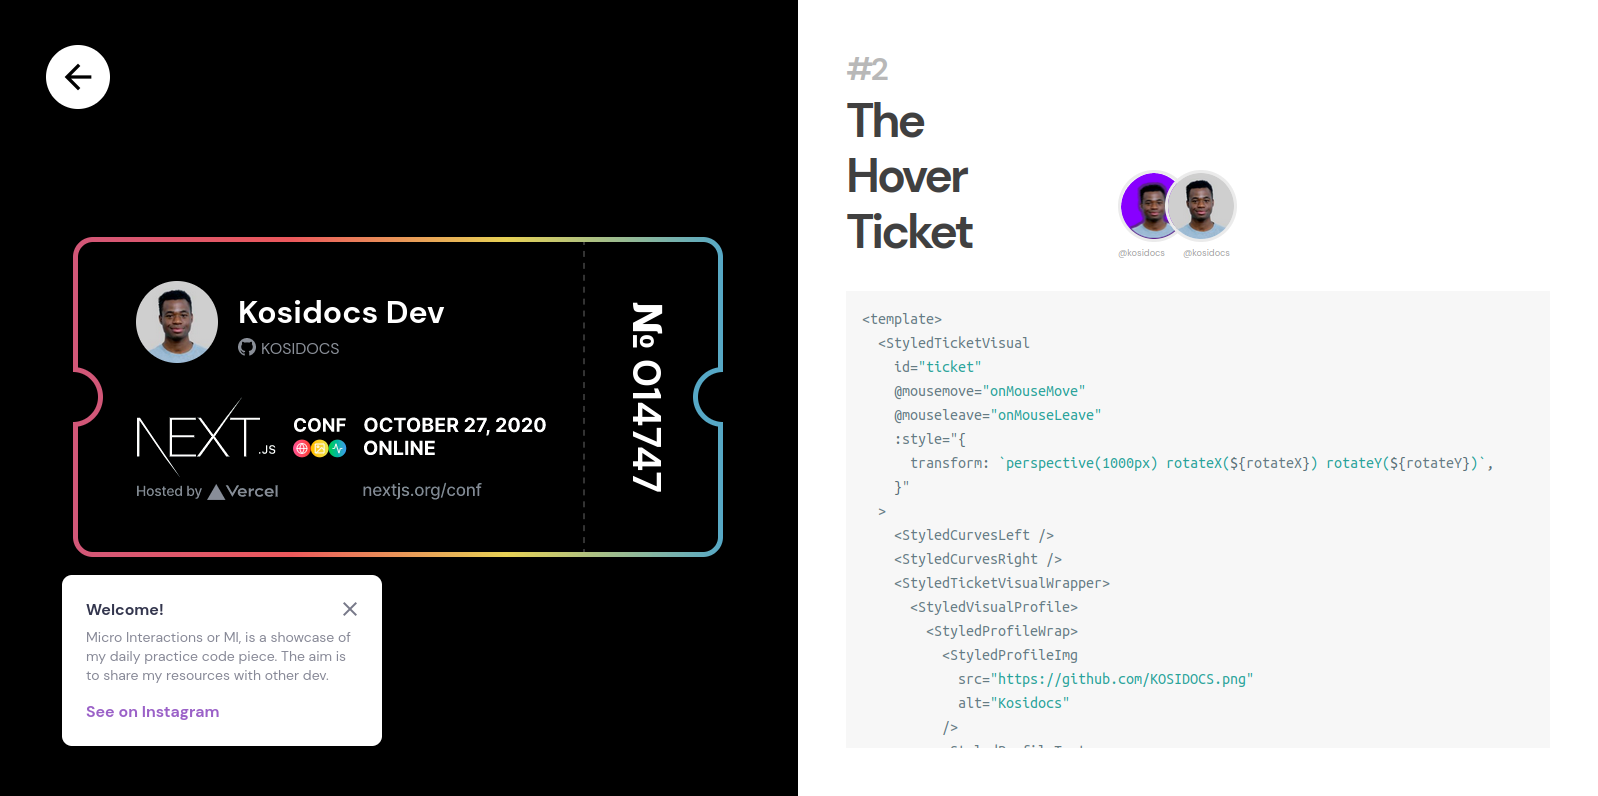 Kosidocs Dev
KOSIDOCS
NEXT.JS
CONF
OCTOBER 27, 2020
ONLINE
Hosted by Vercel
nextjs.org/conf
№ 014747
Welcome!
Micro Interactions or MI, is a showcase of
my daily practice code piece. The aim is
to share my resources with other dev.
See on Instagram
#2
The
Hover
Ticket
@kosidocs @kosidocs
<template>
  <StyledTicketVisual
    id="ticket"
    @mousemove="onMouseMove"
    @mouseleave="onMouseLeave"
    :style="{
      transform: `perspective(1000px) rotateX(${rotateX}) rotateY(${rotateY})`,
    }"
  >
    <StyledCurvesLeft />
    <StyledCurvesRight />
    <StyledTicketVisualWrapper>
      <StyledVisualProfile>
        <StyledProfileWrap>
          <StyledProfileImg
            src="https://github.com/KOSIDOCS.png"
            alt="Kosidocs"
          />